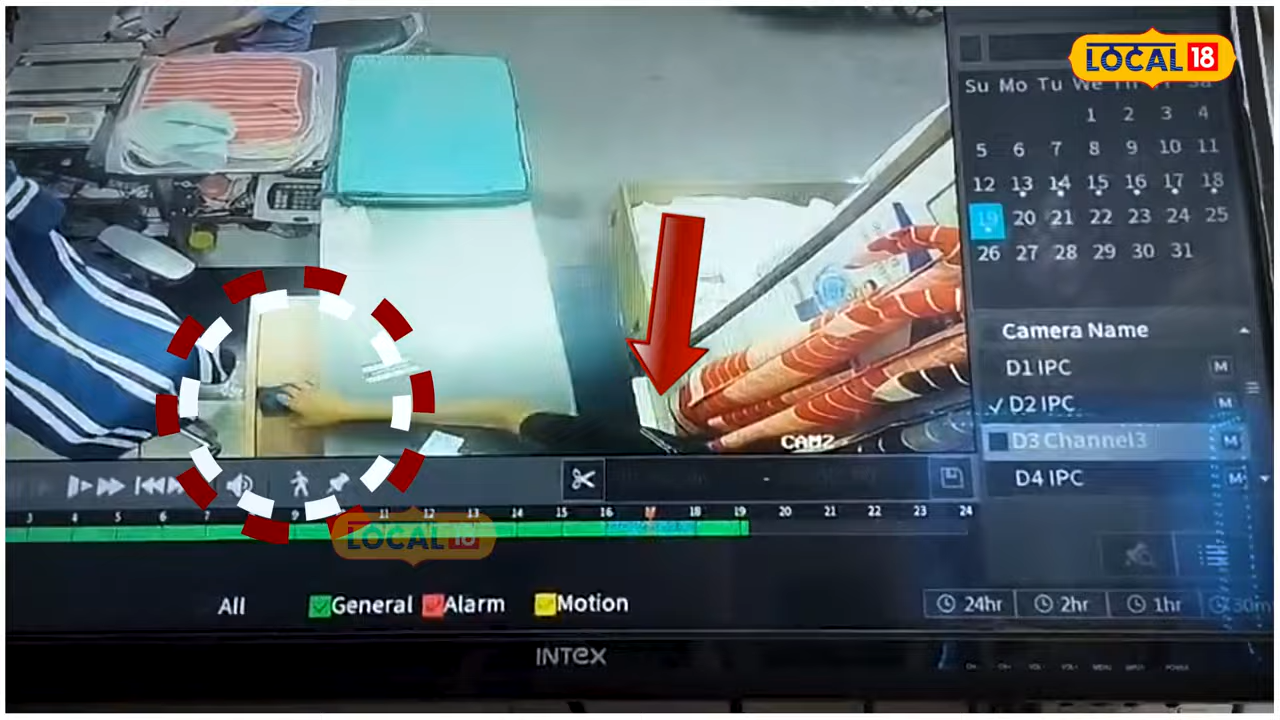 LOCAL 18
Su Mo Tu We Th Fr Sa
1 2 3 4
5 6 7 8 9 10 11
12 13 14 15 16 17 18
19 20 21 22 23 24 25
26 27 28 29 30 31
Camera Name
D1 IPC M
D2 IPC M
D3 Channel3 M
D4 IPC M
CAM2
-
3 4 5 6 7 9 11 12 13 14 15 16 18 19 20 21 22 23 24
LOCAL 18
All General Alarm Motion
24hr 2hr 1hr 30m
INTEX